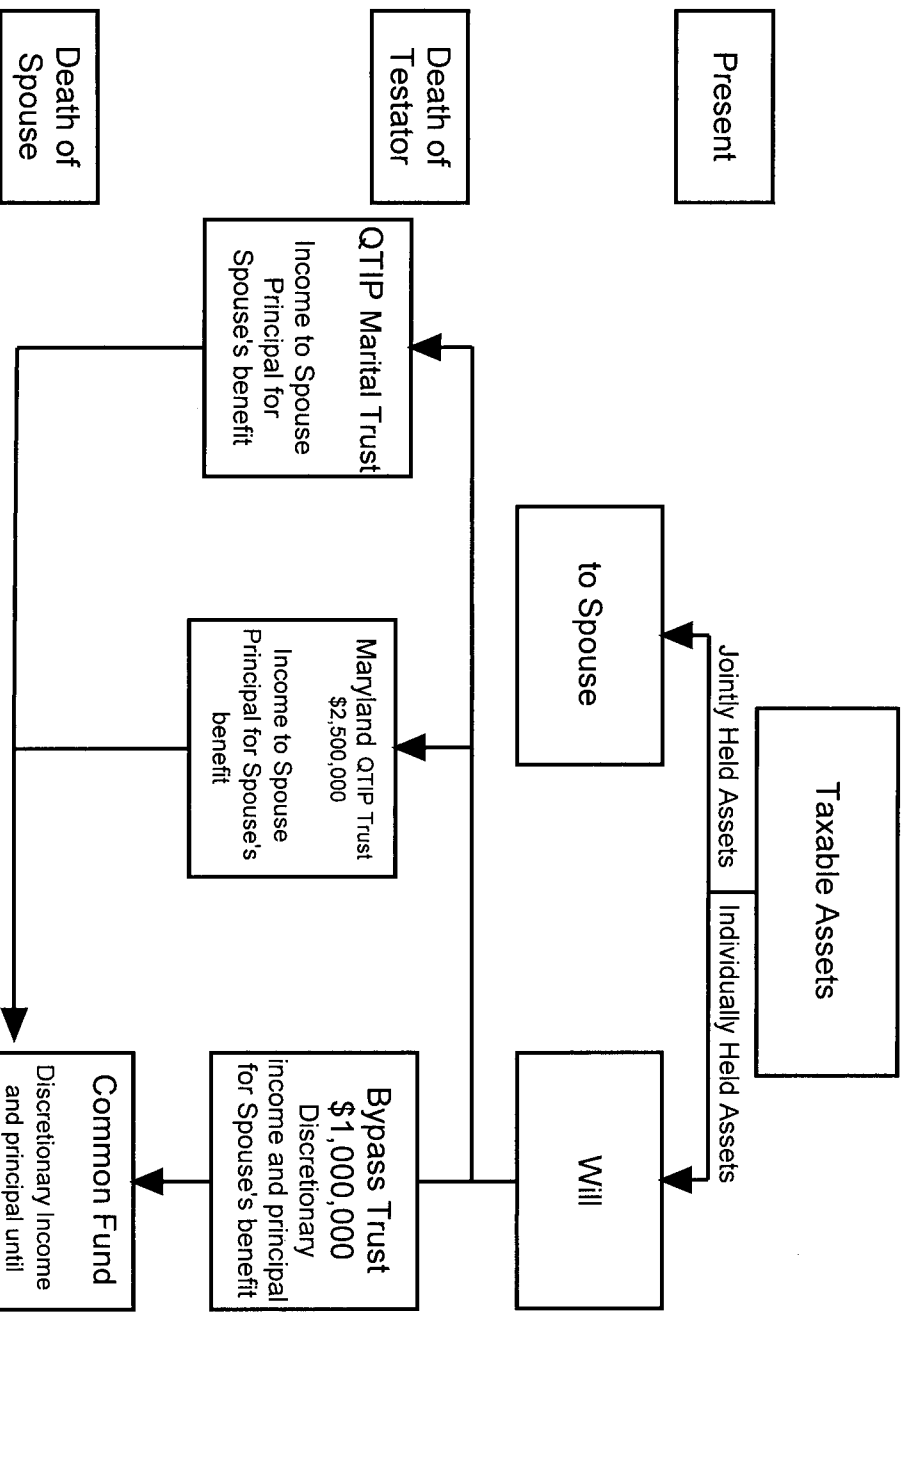 Taxable Assets
Jointly Held Assets
Individually Held Assets
Present
to Spouse
Will
Death of
Testator
QTIP Marital Trust
Income to Spouse
Principal for
Spouse's benefit
Maryland QTIP Trust
$2,500,000
Income to Spouse
Principal for Spouse's
benefit
Bypass Trust
$1,000,000
Discretionary
income and principal
for Spouse's benefit
Death of
Spouse
Common Fund
Discretionary Income
and principal until